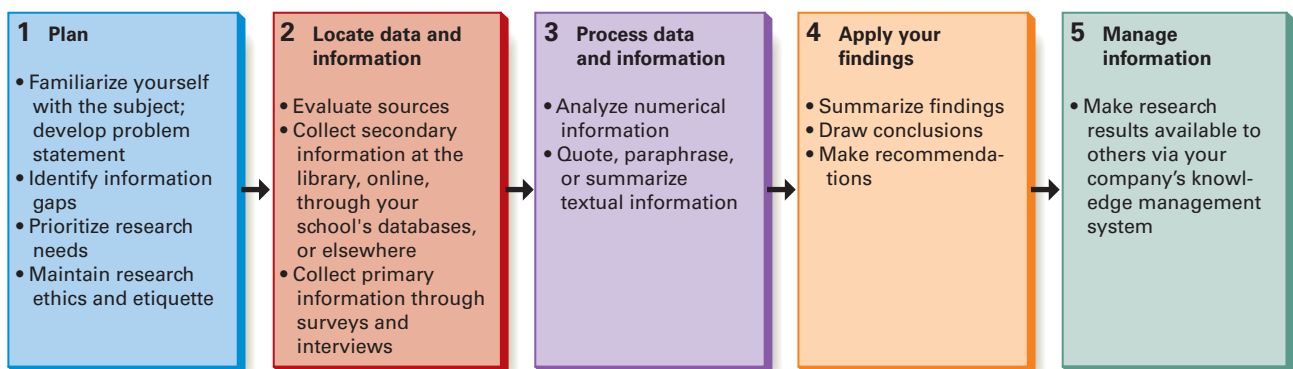 1 Plan
• Familiarize yourself
with the subject;
develop problem
statement
• Identify information
gaps
• Prioritize research
needs
• Maintain research
ethics and etiquette
2 Locate data and
information
• Evaluate sources
• Collect secondary
information at the
library, online,
through your
school's databases,
or elsewhere
• Collect primary
information through
surveys and
interviews
3 Process data
and information
• Analyze numerical
information
• Quote, paraphrase,
or summarize
textual information
4 Apply your
findings
• Summarize findings
• Draw conclusions
• Make recommenda-
tions
5 Manage
information
• Make research
results available to
others via your
company’s knowl-
edge management
system